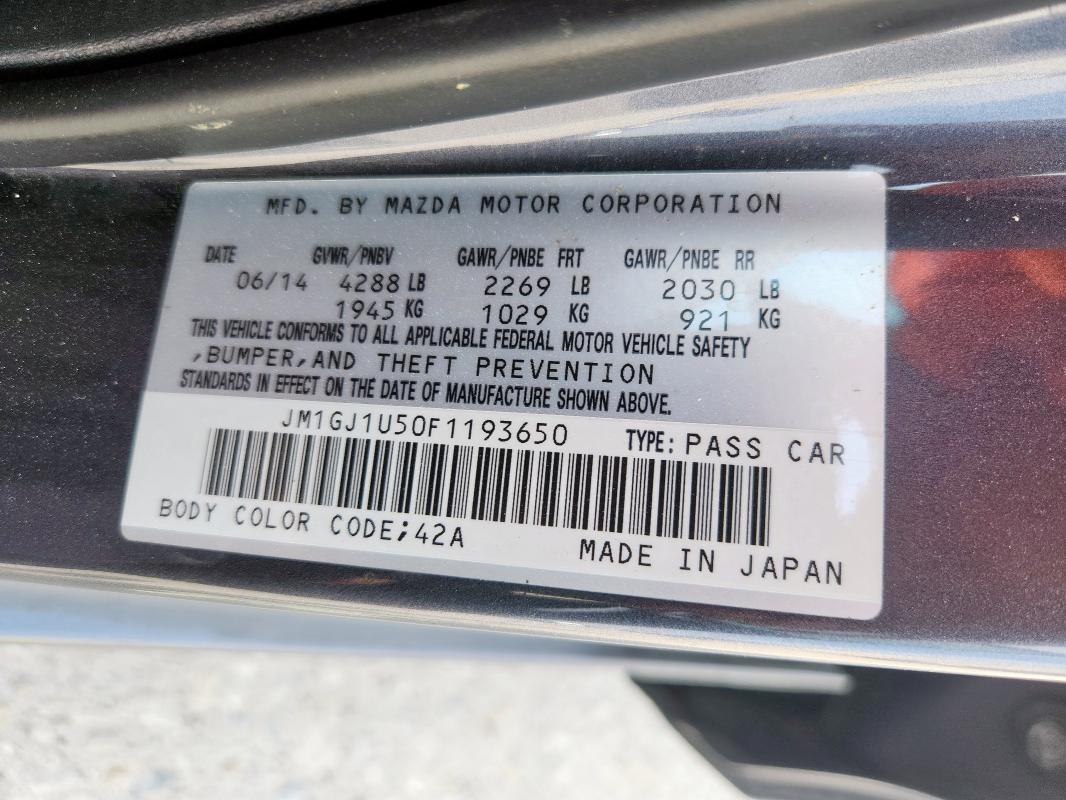 MFD. BY MAZDA MOTOR CORPORATION
DATE GVWR/PNBV GAWR/PNBE FRT GAWR/PNBE RR
06/14 4288 LB 2269 LB 2030 LB
1945 KG 1029 KG 921 KG
THIS VEHICLE CONFORMS TO ALL APPLICABLE FEDERAL MOTOR VEHICLE SAFETY
,BUMPER,AND THEFT PREVENTION
STANDARDS IN EFFECT ON THE DATE OF MANUFACTURE SHOWN ABOVE.
JM1GJ1U50F1193650 TYPE: PASS CAR
BODY COLOR CODE;42A MADE IN JAPAN